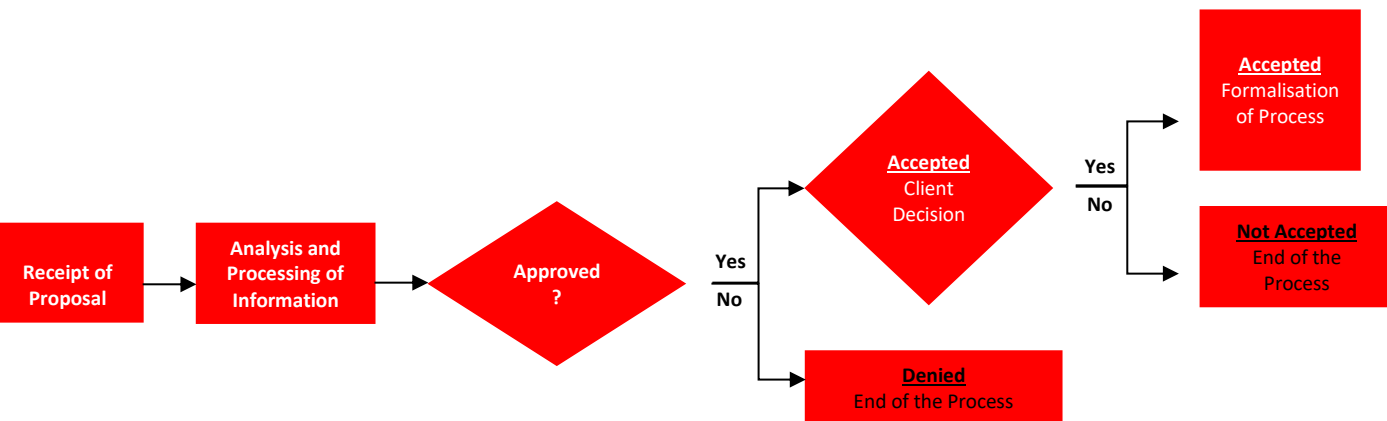 Receipt of
Proposal
Analysis and
Processing of
Information
Approved
?
Yes
No
Accepted
Client
Decision
Denied
End of the Process
Yes
No
Accepted
Formalisation
of Process
Not Accepted
End of the
Process